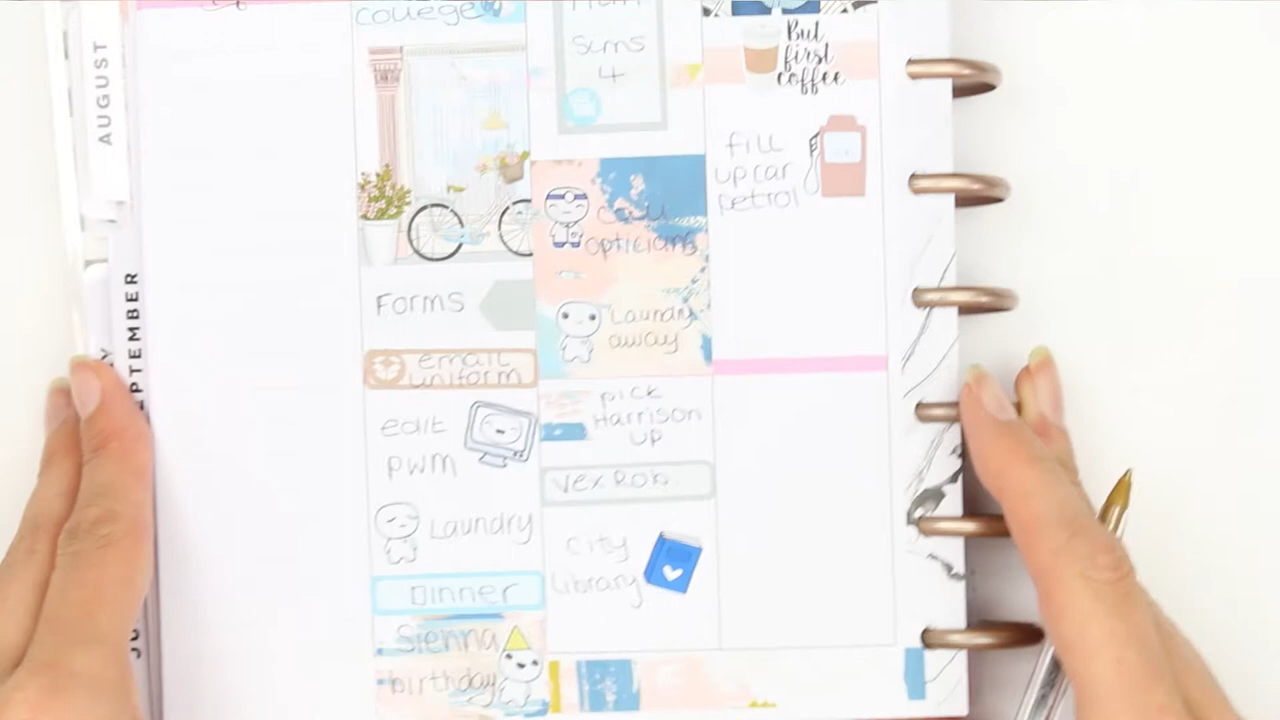 AUGUST
SEPTEMBER
College
Forms
email
uniform
edit
pwm
Laundry
Dinner
Sienna
birthday
Sims
4
call
opticians
Laundry
away
pick
Harrison
up
Vex Rob
City
Library
But
first
coffee
fill
up car
petrol